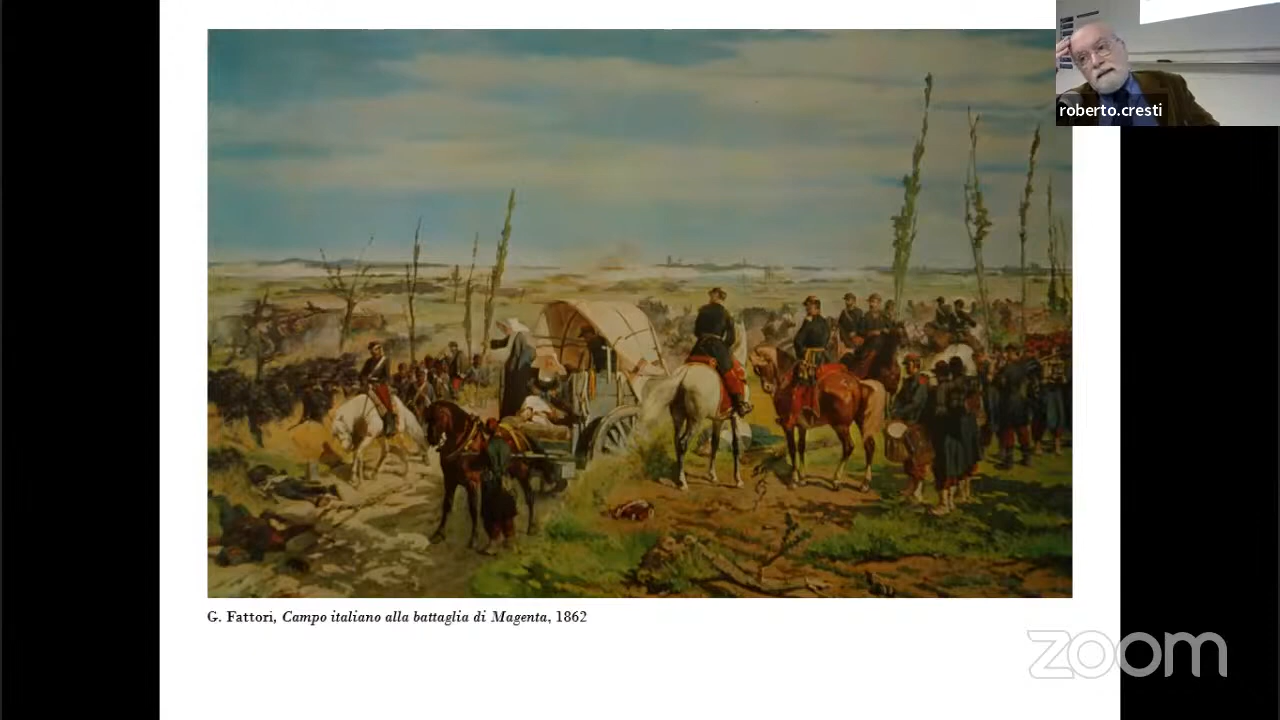 roberto.cresti
G. Fattori, Campo italiano alla battaglia di Magenta, 1862
zoom